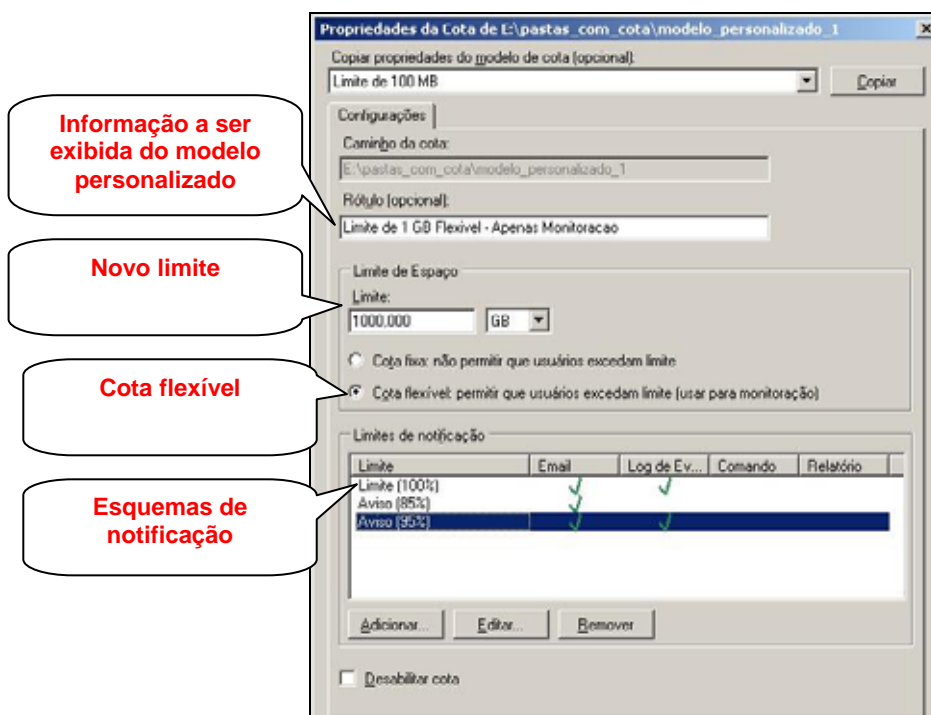 Propriedades da Cota de E:\pastas_com_cota\modelo_personalizado_1
Copiar propriedades do modelo de cota (opcional):
Limite de 100 MB
Copiar
Informação a ser
exibida do modelo
personalizado
Configurações
Caminho da cota:
E:\pastas_com_cota\modelo_personalizado_1
Rótulo (opcional):
Limite de 1 GB Flexivel - Apenas Monitoracao
Novo limite
Limite de Espaço
Limite:
1000,000
GB
Cota fixa: não permitir que usuários excedam limite
Cota flexível
Cota flexível: permitir que usuários excedam limite (usar para monitoração)
Limites de notificação
Limite Email Log de Ev... Comando Relatório
Esquemas de
notificação
Limite (100%)
Aviso (85%)
Aviso (95%)
Adicionar... Editar... Remover
Desabilitar cota